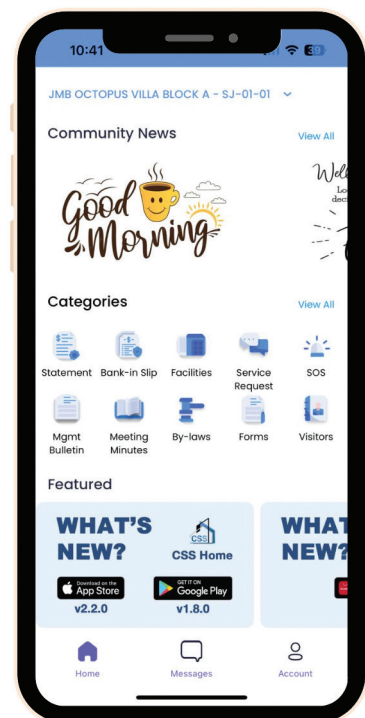 10:41
39
JMB OCTOPUS VILLA BLOCK A - SJ-01-01
Community News
View All
Good
Morning
Categories
View All
Statement
Bank-in Slip
Facilities
Service
Request
SOS
Mgmt
Bulletin
Meeting
Minutes
By-laws
Forms
Visitors
Featured
WHAT'S
NEW?
CSS
CSS Home
Download on the
App Store
GET IT ON
Google Play
v2.2.0
v1.8.0
WHAT
NEW?
Home
Messages
Account